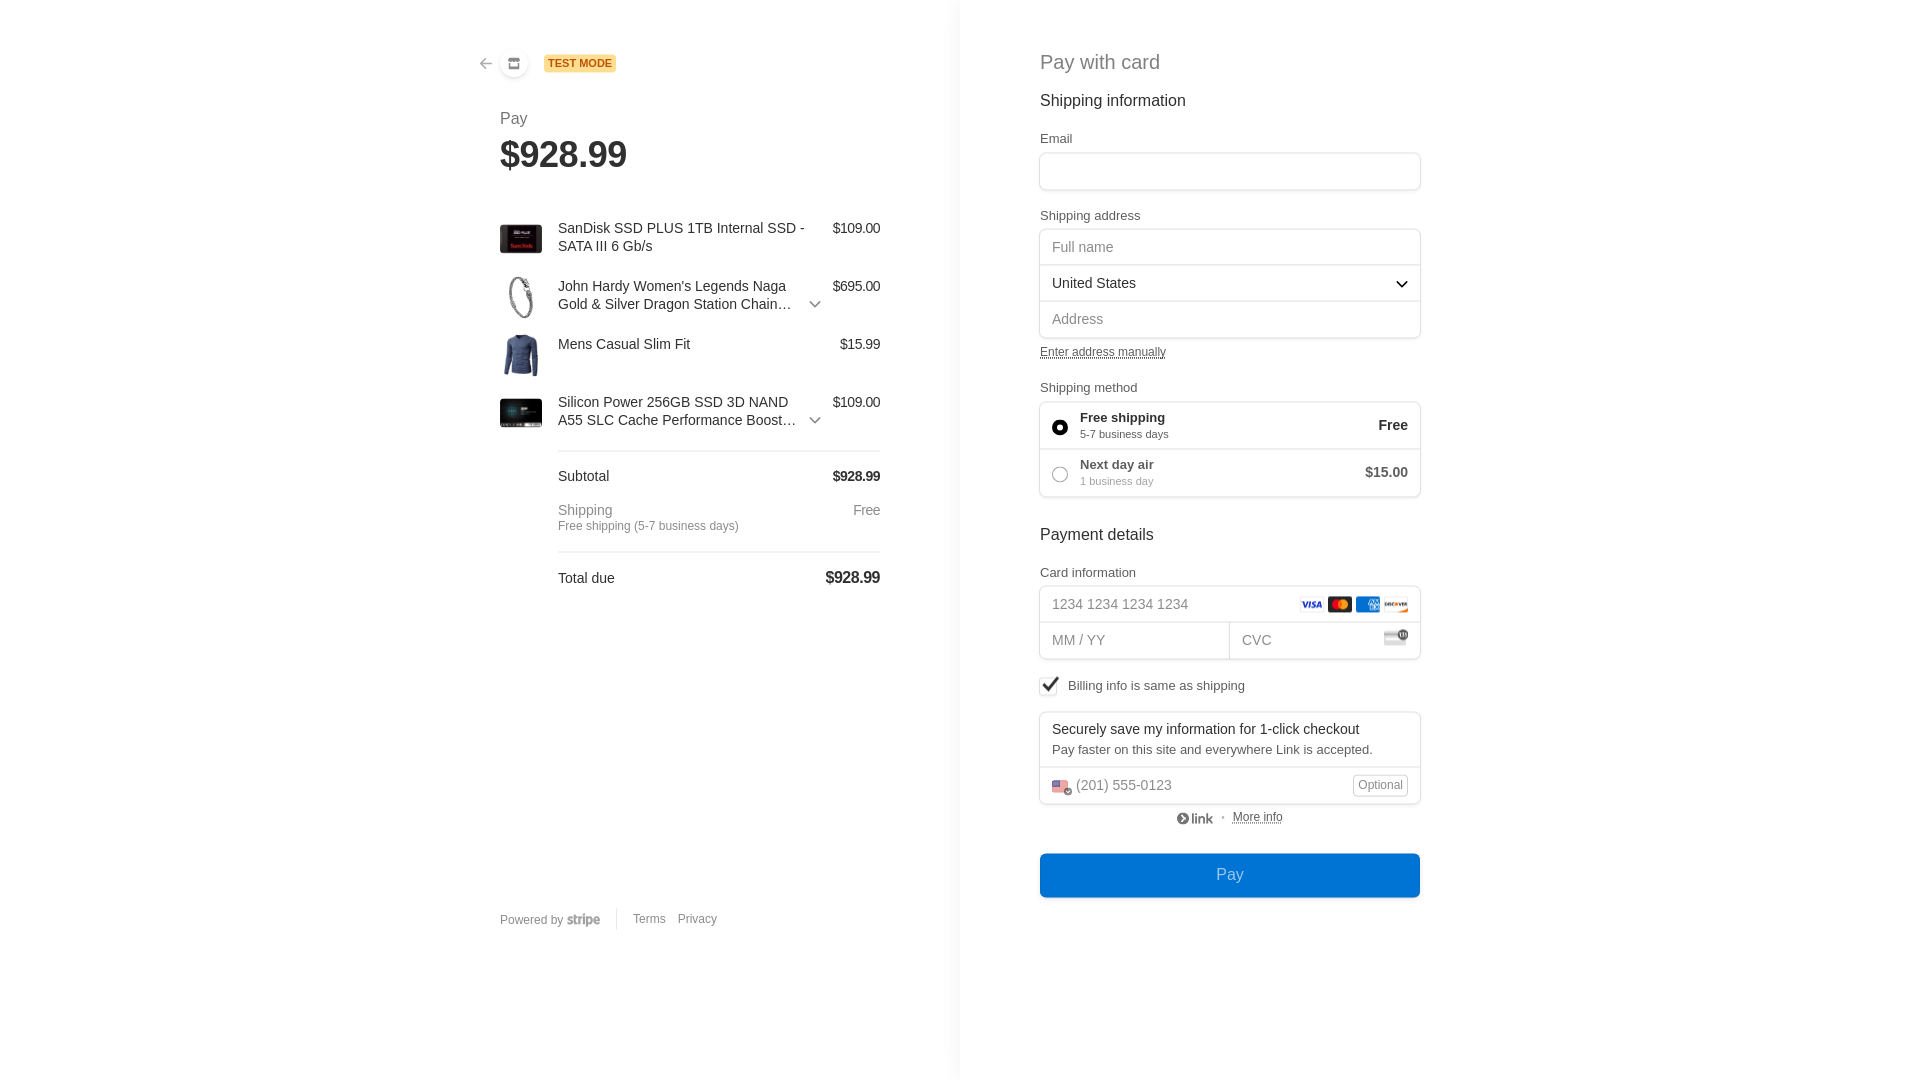 TEST MODE
Pay
$928.99
SanDisk SSD PLUS 1TB Internal SSD - $109.00
SATA III 6 Gb/s
John Hardy Women's Legends Naga $695.00
Gold & Silver Dragon Station Chain…
Mens Casual Slim Fit $15.99
Silicon Power 256GB SSD 3D NAND $109.00
A55 SLC Cache Performance Boost…
Subtotal $928.99
Shipping Free
Free shipping (5-7 business days)
Total due $928.99
Powered by stripe Terms Privacy
Pay with card
Shipping information
Email
Shipping address
Full name
United States
Address
Enter address manually
Shipping method
Free shipping
5-7 business days
Free
Next day air
1 business day
$15.00
Payment details
Card information
1234 1234 1234 1234 VISA AMEX DISCOVER
MM / YY CVC
Billing info is same as shipping
Securely save my information for 1-click checkout
Pay faster on this site and everywhere Link is accepted.
(201) 555-0123 Optional
link • More info
Pay